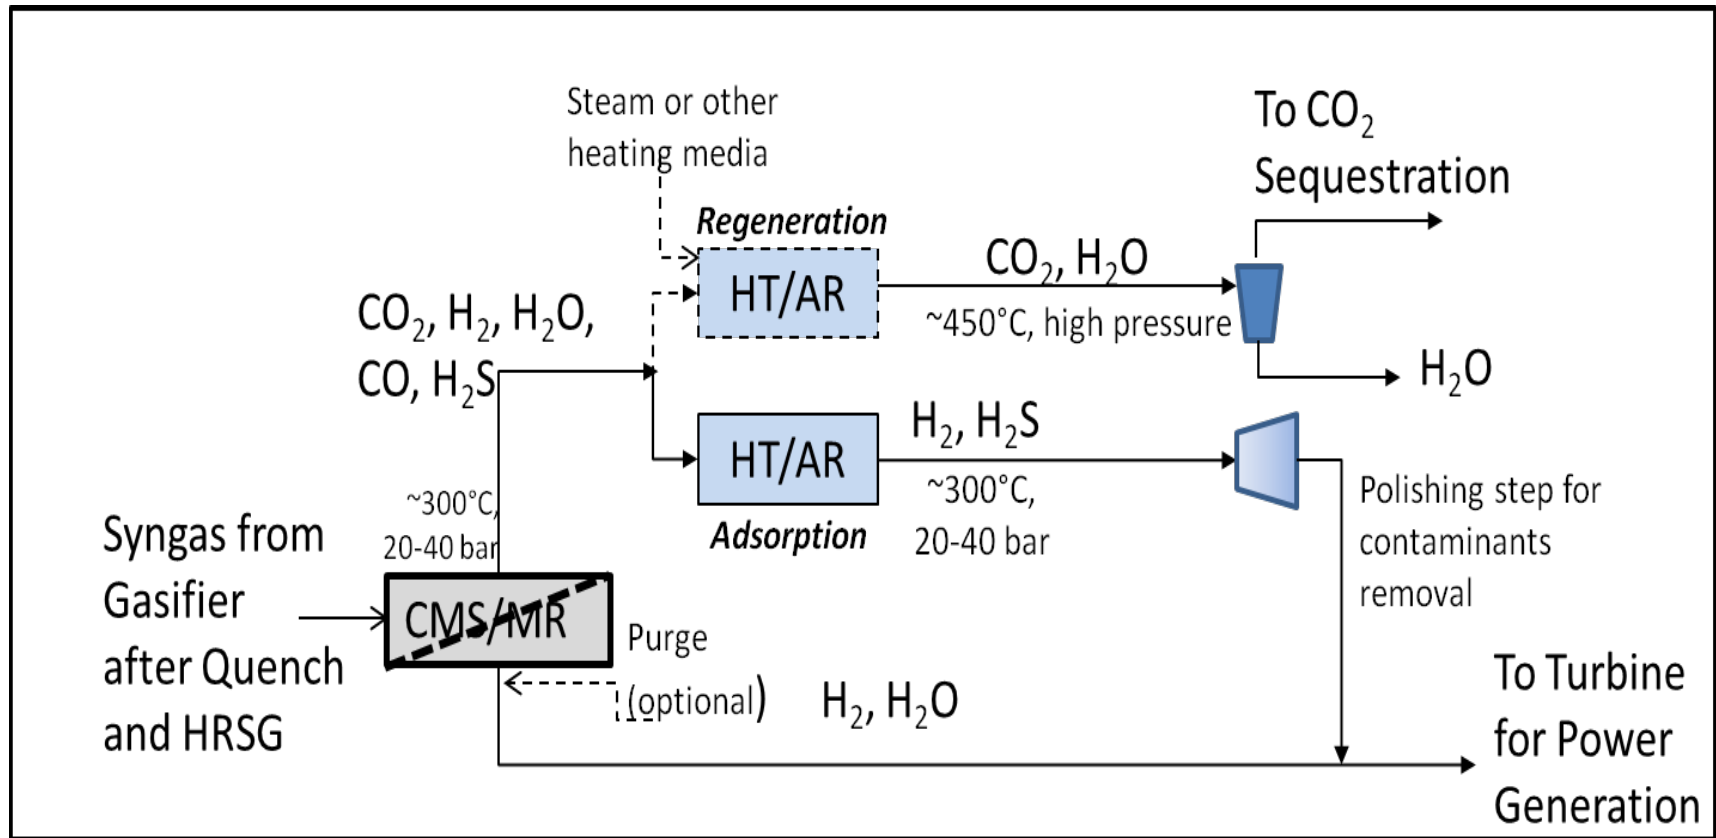 Steam or other
heating media
To CO₂
Sequestration
Regeneration
HT/AR
CO₂, H₂O
~450°C, high pressure
H₂O
CO₂, H₂, H₂O,
CO, H₂S
HT/AR
Adsorption
H₂, H₂S
~300°C,
20-40 bar
Polishing step for
contaminants
removal
~300°C,
20-40 bar
Syngas from
Gasifier
after Quench
and HRSG
CMS/MR
Purge
(optional)
H₂, H₂O
To Turbine
for Power
Generation